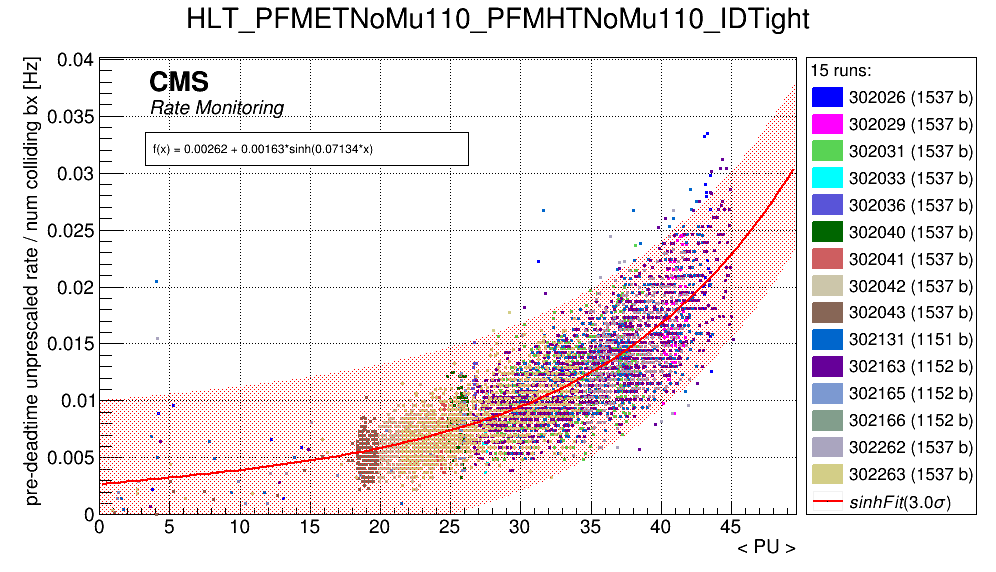 HLT_PFMETNoMu110_PFMHTNoMu110_IDTight
pre-deadtime unprescaled rate / num colliding bx [Hz]
0.04
0.035
0.03
0.025
0.02
0.015
0.01
0.005
0
CMS
Rate Monitoring
f(x) = 0.00262 + 0.00163*sinh(0.07134*x)
0 5 10 15 20 25 30 35 40 45
< PU >
15 runs:
302026 (1537 b)
302029 (1537 b)
302031 (1537 b)
302033 (1537 b)
302036 (1537 b)
302040 (1537 b)
302041 (1537 b)
302042 (1537 b)
302043 (1537 b)
302131 (1151 b)
302163 (1152 b)
302165 (1152 b)
302166 (1152 b)
302262 (1537 b)
302263 (1537 b)
sinhFit(3.0σ)